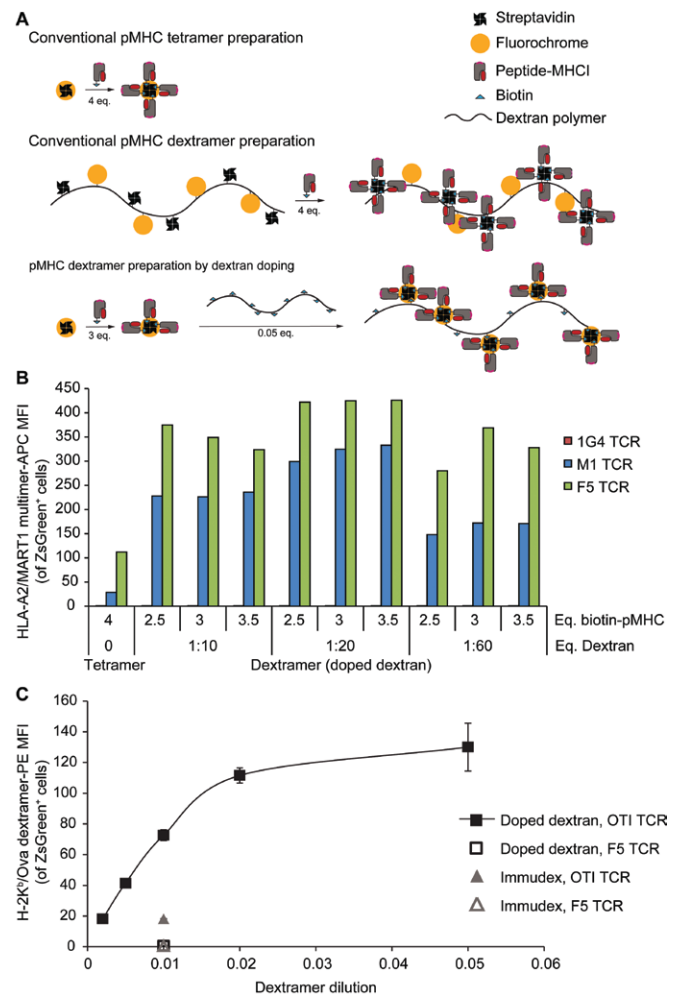 A
Conventional pMHC tetramer preparation
4 eq.
Streptavidin
Fluorochrome
Peptide-MHCI
Biotin
Dextran polymer
Conventional pMHC dextramer preparation
4 eq.
pMHC dextramer preparation by dextran doping
3 eq.
0.05 eq.
B
HLA-A2/MART1 multimer-APC MFI
(of ZsGreen⁺ cells)
450
400
350
300
250
200
150
100
50
0
1G4 TCR
M1 TCR
F5 TCR
4 2.5 3 3.5 2.5 3 3.5 2.5 3 3.5 Eq. biotin-pMHC
0 1:10 1:20 1:60 Eq. Dextran
Tetramer Dextramer (doped dextran)
C
H-2Kᵇ/Ova dextramer-PE MFI
(of ZsGreen⁺ cells)
160
140
120
100
80
60
40
20
0
Doped dextran, OTI TCR
Doped dextran, F5 TCR
Immudex, OTI TCR
Immudex, F5 TCR
0 0.01 0.02 0.03 0.04 0.05 0.06
Dextramer dilution